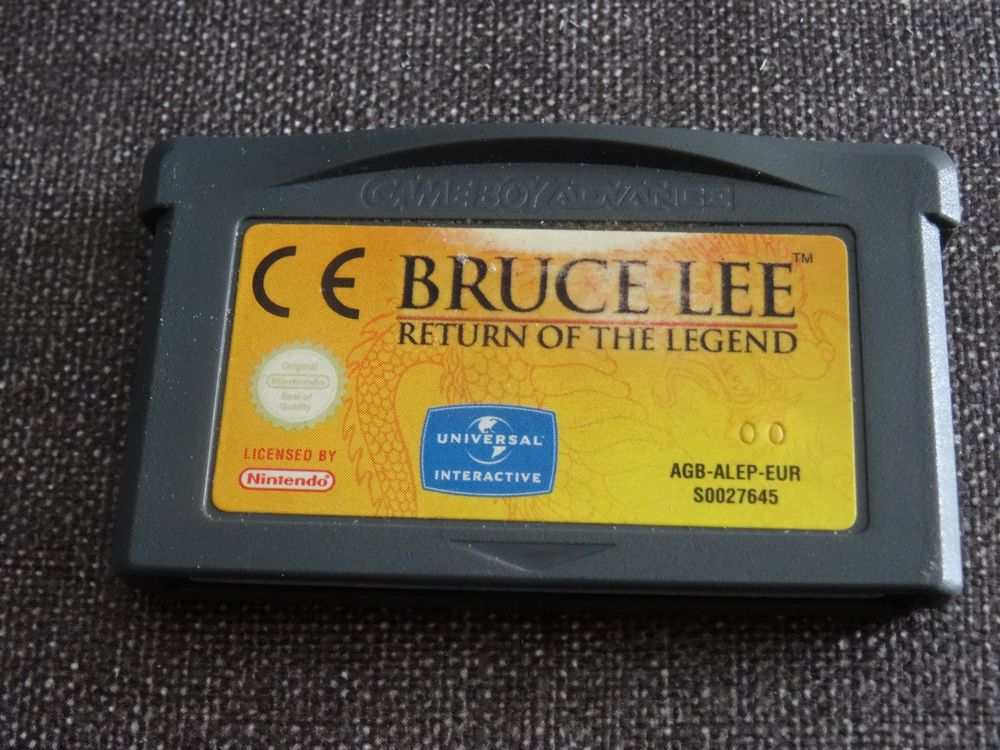 GAME BOY ADVANCE
CE
BRUCE LEE™
RETURN OF THE LEGEND
Original
Nintendo
Seal of
Quality
LICENSED BY
Nintendo
UNIVERSAL
INTERACTIVE
00
AGB-ALEP-EUR
S0027645